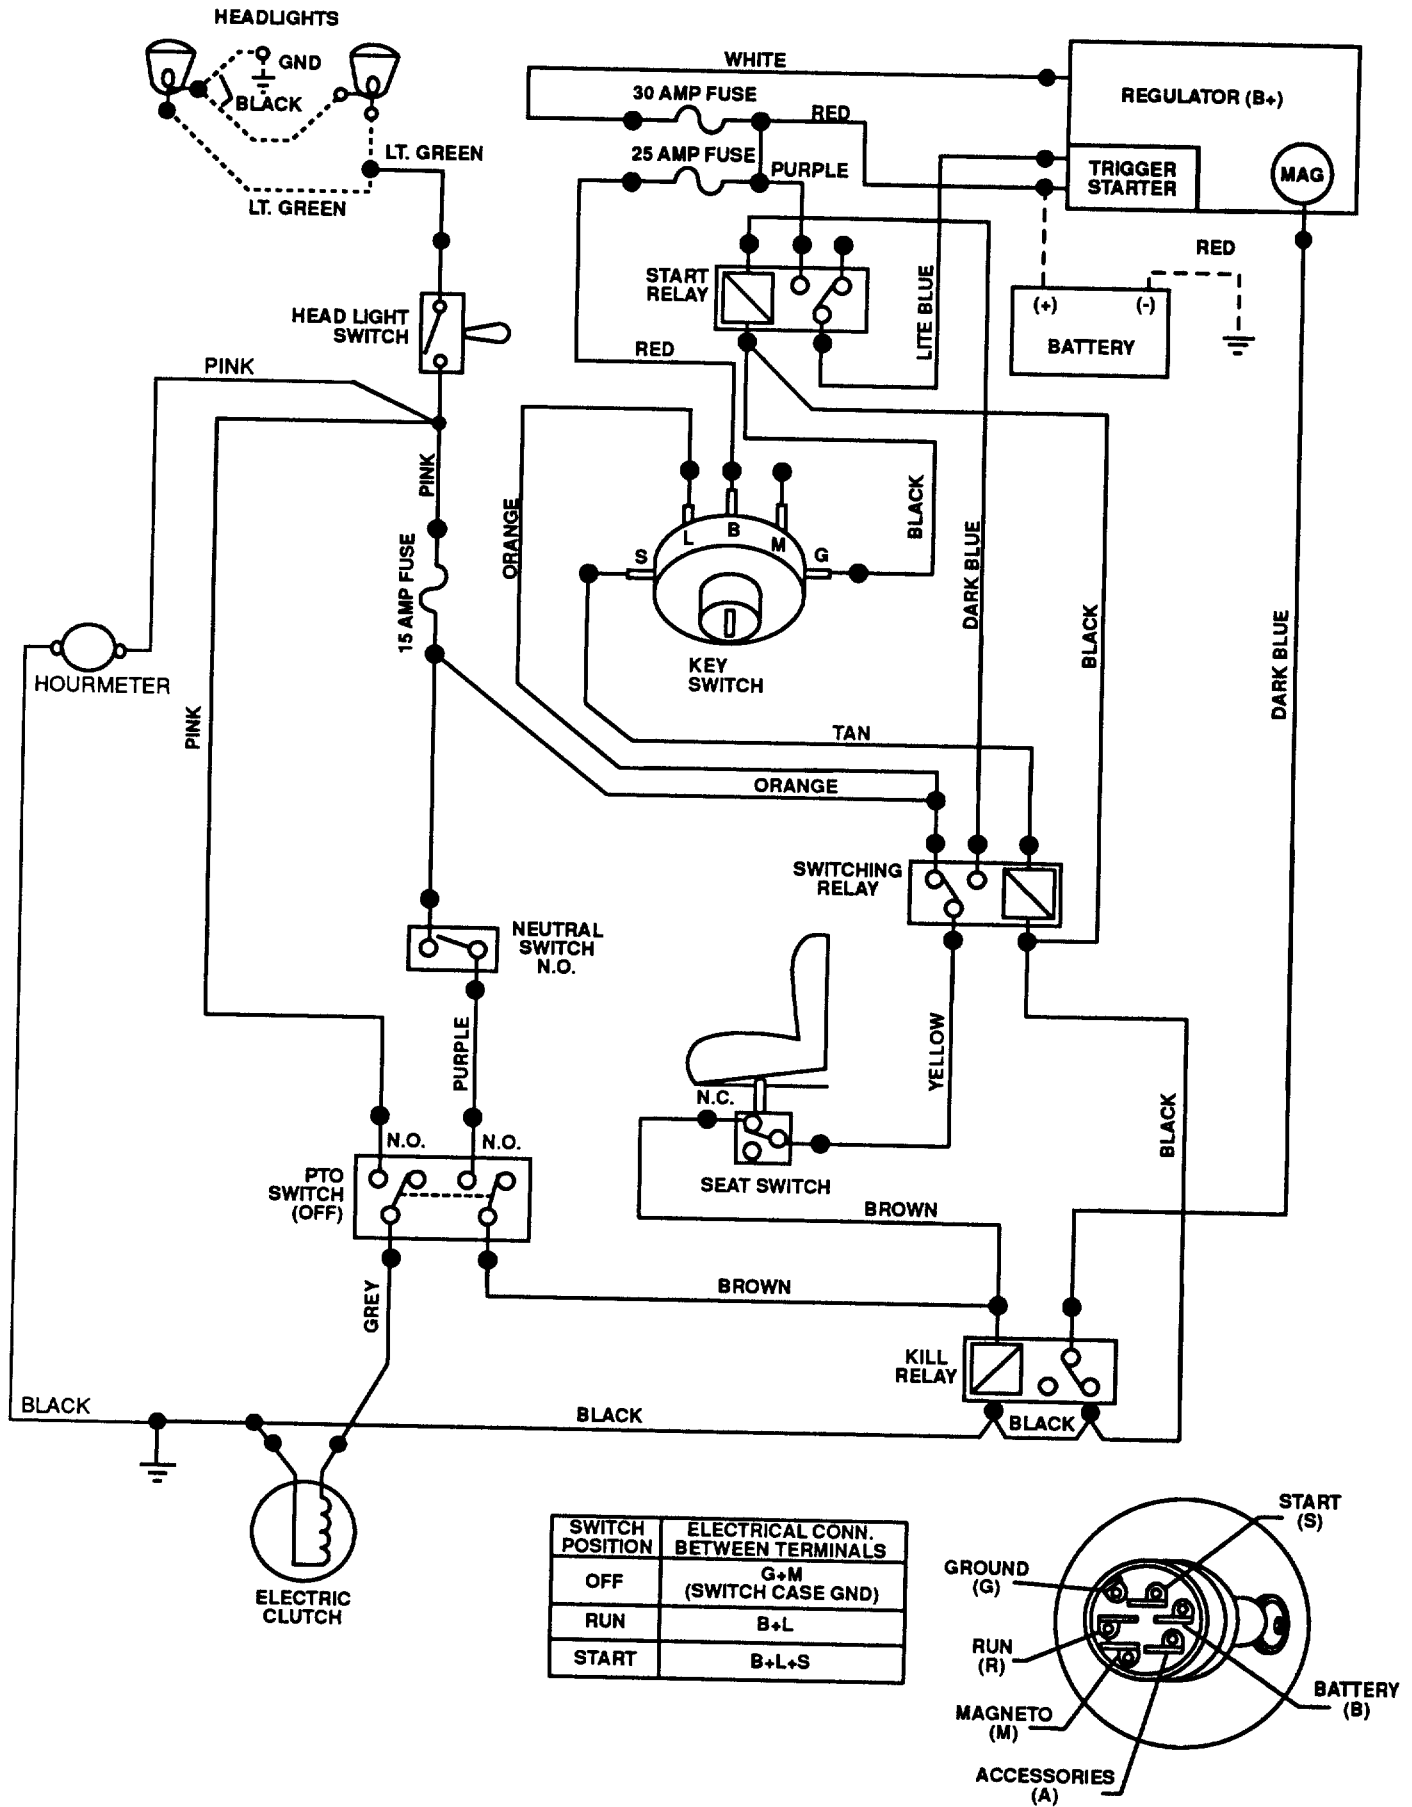 HEADLIGHTS
GND
BLACK
LT. GREEN
LT. GREEN
WHITE
30 AMP FUSE
RED
25 AMP FUSE
PURPLE
REGULATOR (B+)
TRIGGER
STARTER
MAG
RED
(+)
(-)
BATTERY
START
RELAY
LITE BLUE
HEAD LIGHT
SWITCH
PINK
RED
PINK
15 AMP FUSE
ORANGE
BLACK
DARK BLUE
BLACK
DARK BLUE
S
L
B
M
G
KEY
SWITCH
HOURMETER
PINK
TAN
ORANGE
SWITCHING
RELAY
NEUTRAL
SWITCH
N.O.
PURPLE
YELLOW
BLACK
N.C.
SEAT SWITCH
N.O.
N.O.
PTO
SWITCH
(OFF)
BROWN
GREY
BROWN
KILL
RELAY
BLACK
BLACK
BLACK
ELECTRIC
CLUTCH
SWITCH
POSITION
ELECTRICAL CONN.
BETWEEN TERMINALS
OFF
G+M
(SWITCH CASE GND)
RUN
B+L
START
B+L+S
START
(S)
GROUND
(G)
RUN
(R)
BATTERY
(B)
MAGNETO
(M)
ACCESSORIES
(A)